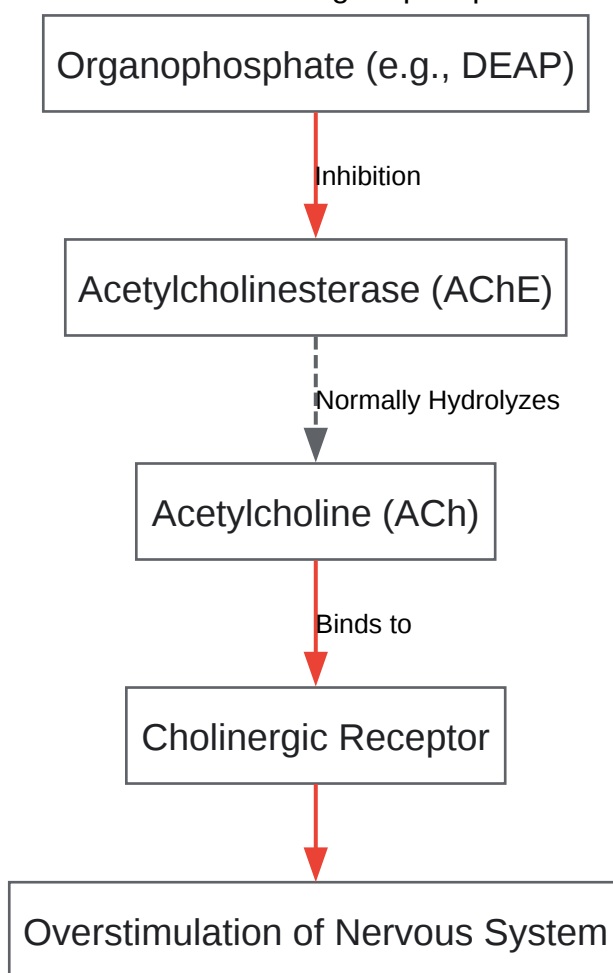 Organophosphate (e.g., DEAP)
Inhibition
Acetylcholinesterase (AChE)
Normally Hydrolyzes
Acetylcholine (ACh)
Binds to
Cholinergic Receptor
Overstimulation of Nervous System